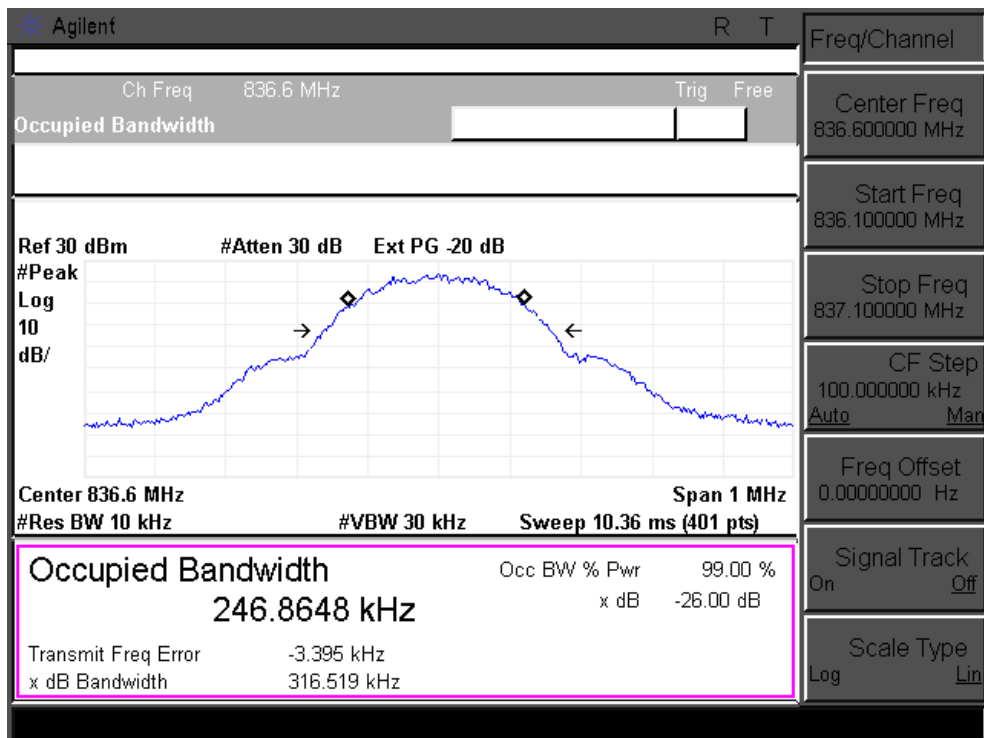 Agilent R T
Ch Freq 836.6 MHz Trig Free
Occupied Bandwidth
Ref 30 dBm #Atten 30 dB Ext PG -20 dB
#Peak
Log
10
dB/
Center 836.6 MHz Span 1 MHz
#Res BW 10 kHz #VBW 30 kHz Sweep 10.36 ms (401 pts)
Occupied Bandwidth Occ BW % Pwr 99.00 %
246.8648 kHz x dB -26.00 dB
Transmit Freq Error -3.395 kHz
x dB Bandwidth 316.519 kHz
Freq/Channel
Center Freq
836.600000 MHz
Start Freq
836.100000 MHz
Stop Freq
837.100000 MHz
CF Step
100.000000 kHz
Auto Man
Freq Offset
0.00000000 Hz
Signal Track
On Off
Scale Type
Log Lin